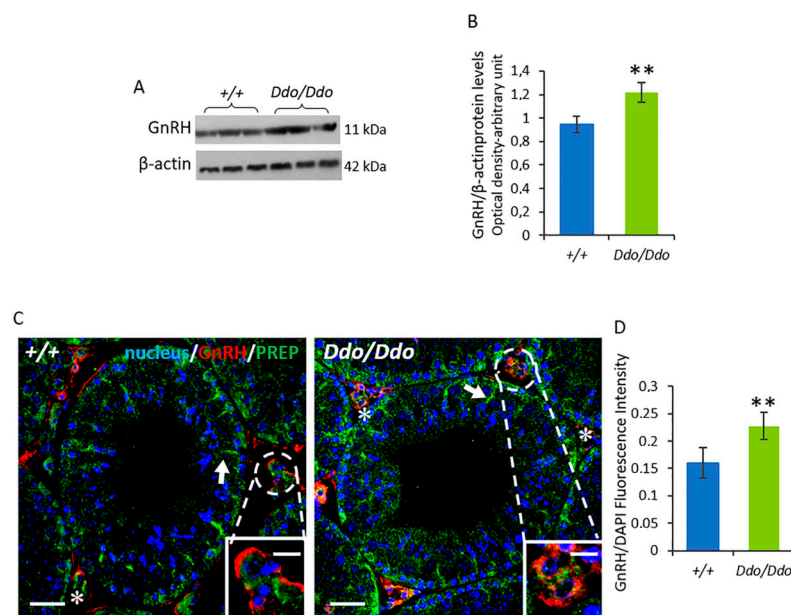 A
+/+ Ddo/Ddo
GnRH 11 kDa
β-actin 42 kDa
B
GnRH/β-actinprotein levels
Optical density-arbitrary unit
1,4
1,2
1
0,8
0,6
0,4
0,2
0
**
+/+ Ddo/Ddo
C
+/+ nucleus/GnRH/PREP
Ddo/Ddo
*
*
*
D
GnRH/DAPI Fluorescence Intensity
0.3
0.25
0.2
0.15
0.1
0.05
0
**
+/+ Ddo/Ddo